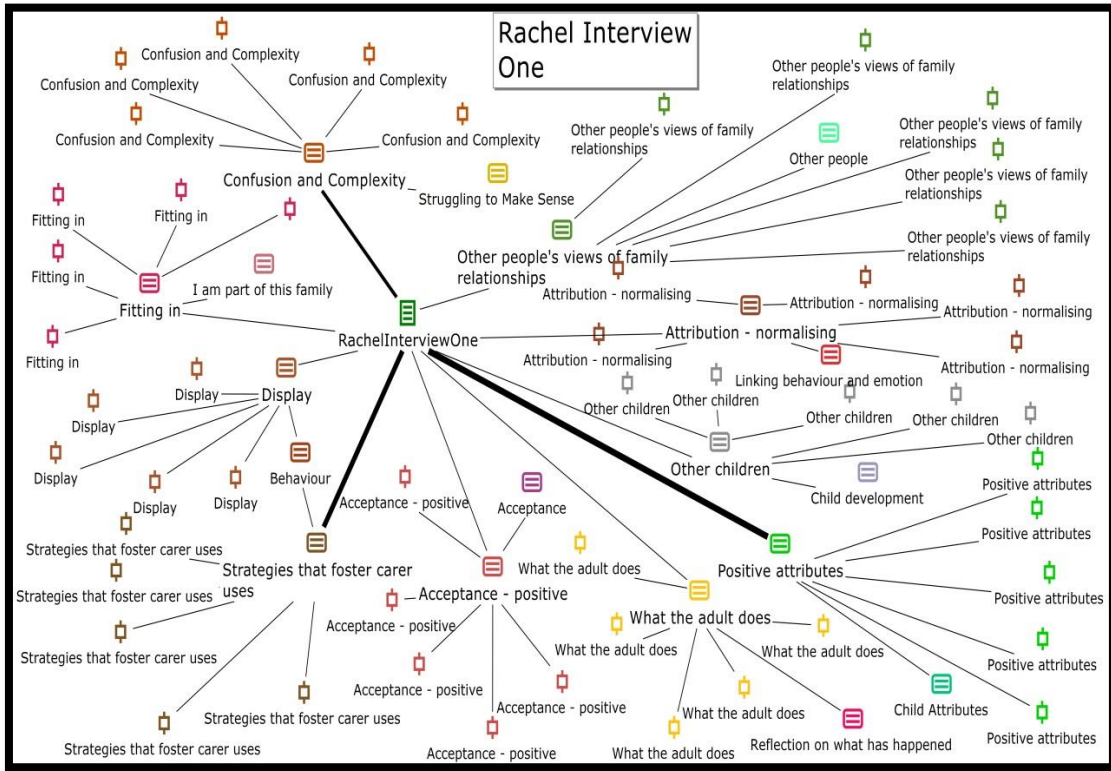 Rachel Interview
One
Confusion and Complexity
Confusion and Complexity
Confusion and Complexity
Confusion and Complexity
Confusion and Complexity
Confusion and Complexity
Struggling to Make Sense
Fitting in
Fitting in
Fitting in
Fitting in
Fitting in
I am part of this family
Other people's views of family
relationships
Other people's views of family
relationships
Other people
Other people's views of family
relationships
Other people's views of family
relationships
Other people's views of family
relationships
Other people's views of family
relationships
RachelInterviewOne
Attribution - normalising
Attribution - normalising
Attribution - normalising
Attribution - normalising
Attribution - normalising
Attribution - normalising
Linking behaviour and emotion
Display
Display
Display
Display
Display
Display
Behaviour
Other children
Other children
Other children
Other children
Other children
Other children
Child development
Strategies that foster carer uses
Strategies that foster carer uses
Strategies that foster carer
uses
Strategies that foster carer uses
Strategies that foster carer uses
Strategies that foster carer uses
Acceptance - positive
Acceptance
Acceptance - positive
Acceptance - positive
Acceptance - positive
Acceptance - positive
Acceptance - positive
What the adult does
What the adult does
What the adult does
What the adult does
What the adult does
What the adult does
Reflection on what has happened
Positive attributes
Positive attributes
Positive attributes
Positive attributes
Positive attributes
Positive attributes
Child Attributes